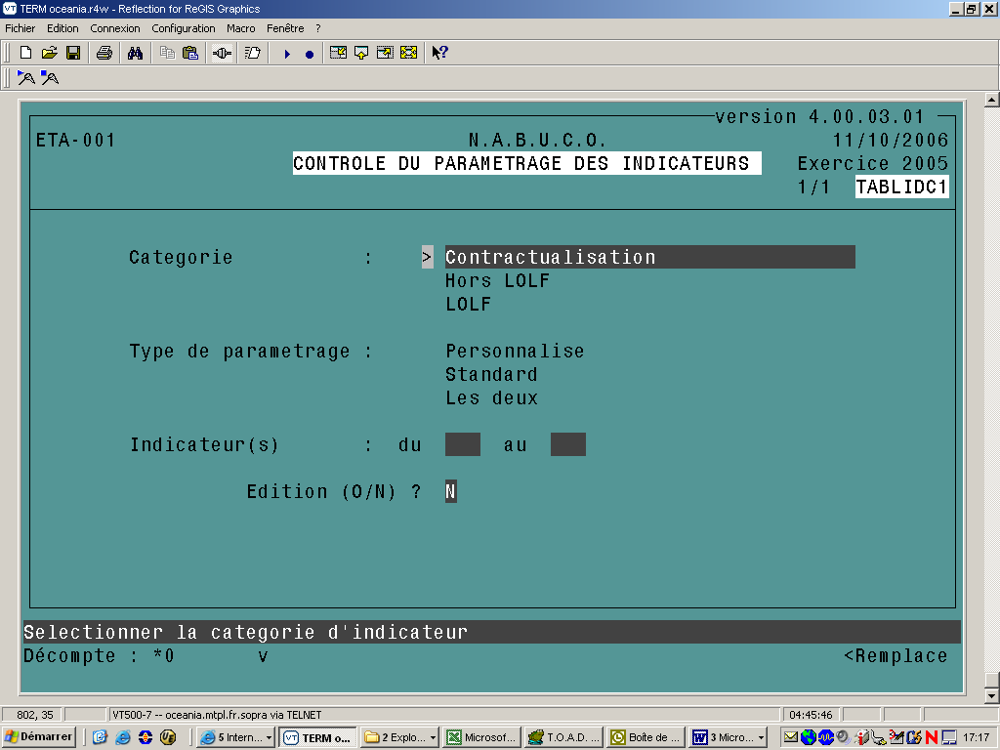 TERM oceania.r4w - Reflection for ReGIS Graphics
Fichier Edition Connexion Configuration Macro Fenêtre ?
version 4.00.03.01
ETA-001 N.A.B.U.C.O. 11/10/2006
CONTROLE DU PARAMETRAGE DES INDICATEURS Exercice 2005
1/1 TABLIDC1
Categorie : > Contractualisation
Hors LOLF
LOLF
Type de parametrage : Personnalise
Standard
Les deux
Indicateur(s) : du au
Edition (O/N) ? N
Selectionner la categorie d'indicateur
Décompte : *0 v <Remplace
802, 35 VT500-7 -- oceania.mtpl.fr.sopra via TELNET 04:45:46
Démarrer 5 Intern... TERM o... 2 Explo... Microsof... T.O.A.D. ... Boîte de ... 3 Micro... 17:17